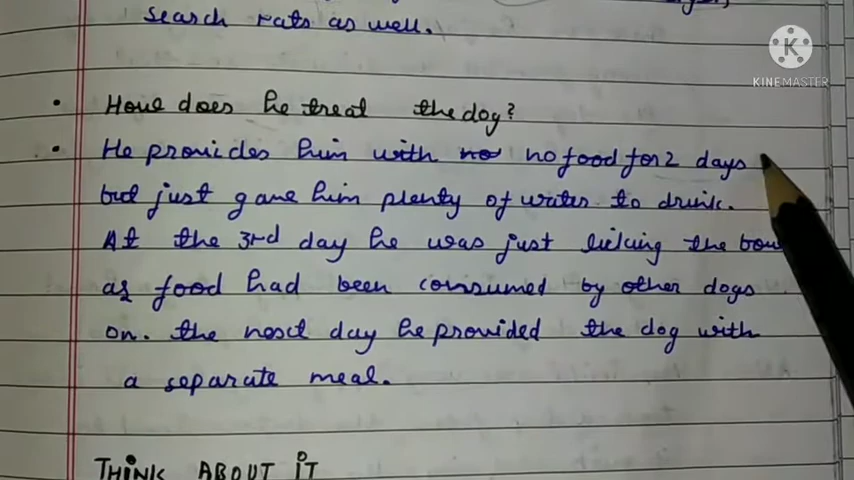 search rats as well.
K
KINEMASTER
• How does he treat the dog?
• He provides him with no no food for 2 days
but just gave him plenty of water to drink.
At the 3rd day he was just licking the
as food had been consumed by other dogs
on. the next day he provided the dog with
a separate meal.
THINK ABOUT IT